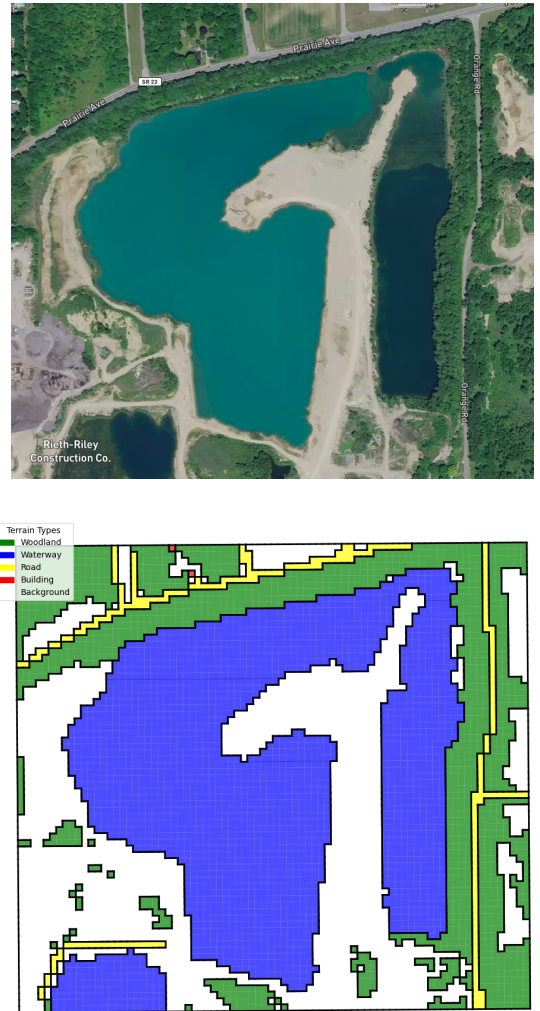 Prairie Ave
SR 23
Prairie Ave
Orange Rd
Orange Rd
Rieth-Riley
Construction Co.
Terrain Types
Woodland
Waterway
Road
Building
Background